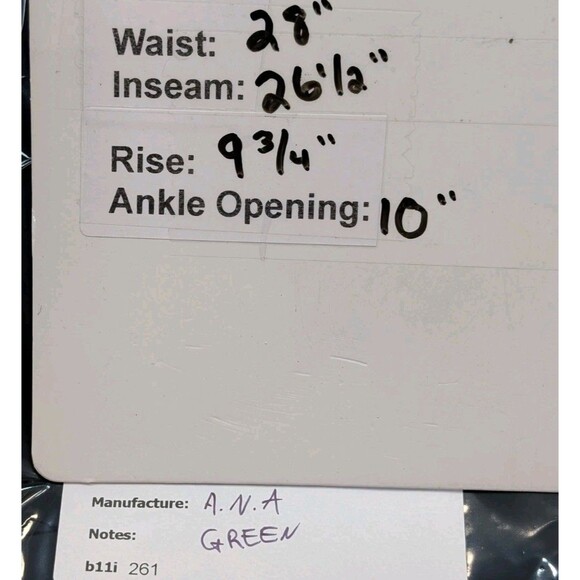 Waist: 28"
Inseam: 26 1/2"
Rise: 9 3/4"
Ankle Opening: 10"
Manufacture: A.N.A
Notes: GREEN
b11i 261